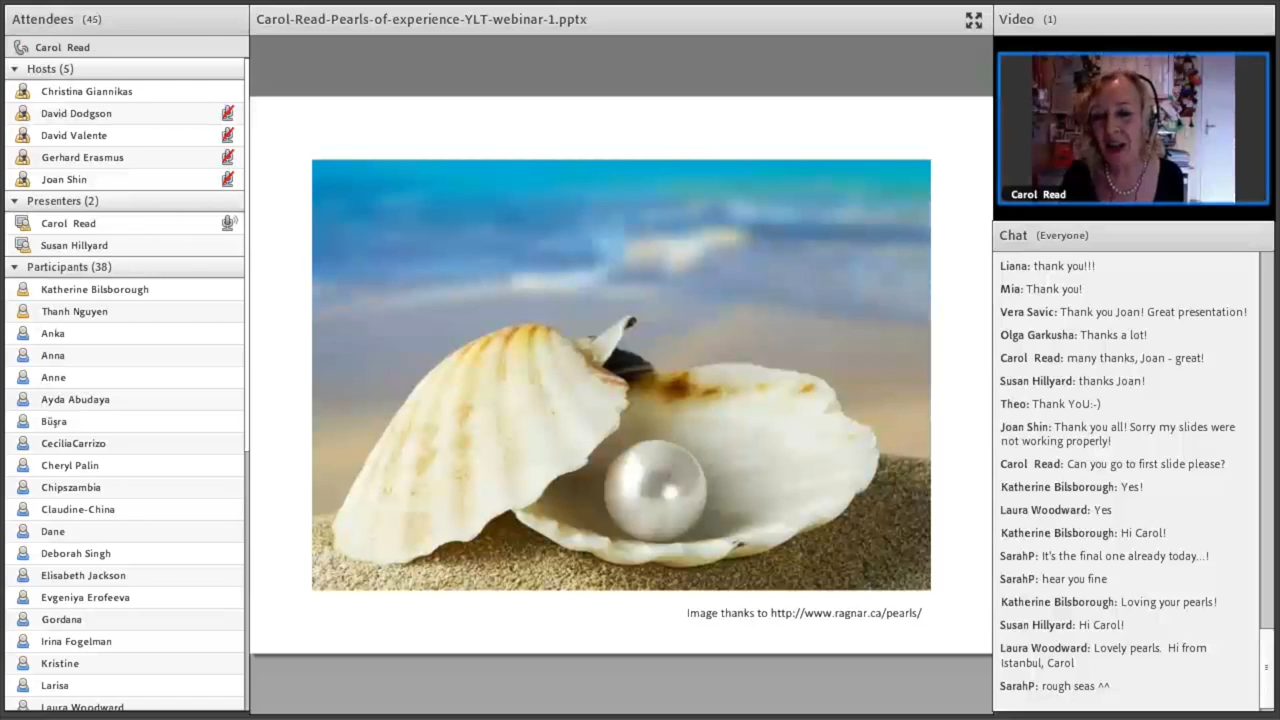 Attendees (45)
Carol Read
Hosts (5)
Christina Giannikas
David Dodgson
David Valente
Gerhard Erasmus
Joan Shin
Presenters (2)
Carol Read
Susan Hillyard
Participants (38)
Katherine Bilsborough
Thanh Nguyen
Anka
Anna
Anne
Ayda Abudaya
Büşra
CeciliaCarrizo
Cheryl Palin
Chipszambia
Claudine-China
Dane
Deborah Singh
Elisabeth Jackson
Evgeniya Erofeeva
Gordana
Irina Fogelman
Kristine
Larisa
Laura Woodward
Carol-Read-Pearls-of-experience-YLT-webinar-1.pptx
Image thanks to http://www.ragnar.ca/pearls/
Video (1)
Carol Read
Chat (Everyone)
Liana: thank you!!!
Mia: Thank you!
Vera Savic: Thank you Joan! Great presentation!
Olga Garkusha: Thanks a lot!
Carol Read: many thanks, Joan - great!
Susan Hillyard: thanks Joan!
Theo: Thank YoU:-)
Joan Shin: Thank you all! Sorry my slides were
not working properly!
Carol Read: Can you go to first slide please?
Katherine Bilsborough: Yes!
Laura Woodward: Yes
Katherine Bilsborough: Hi Carol!
SarahP: It's the final one already today...!
SarahP: hear you fine
Katherine Bilsborough: Loving your pearls!
Susan Hillyard: Hi Carol!
Laura Woodward: Lovely pearls. Hi from
Istanbul, Carol
SarahP: rough seas ^^